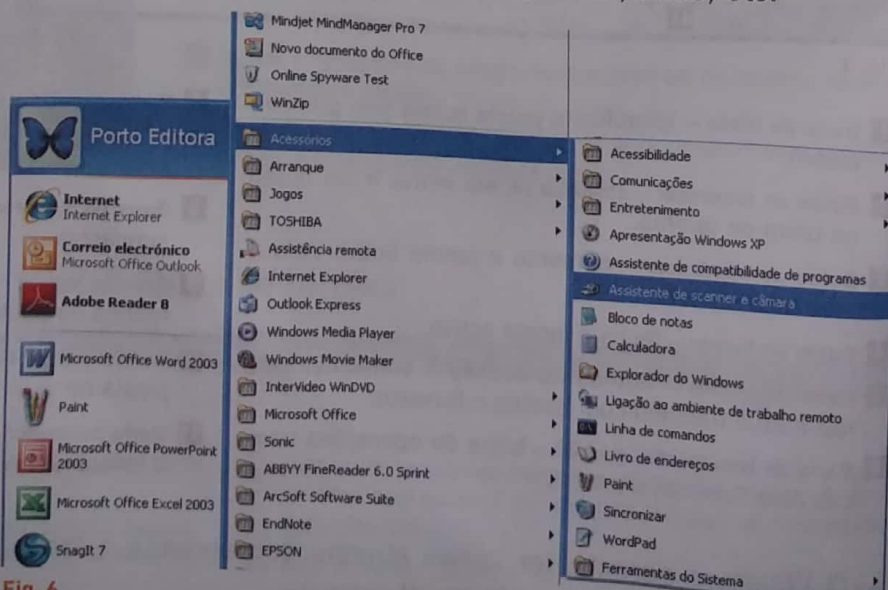 Porto Editora
Internet
Internet Explorer
Correio electrónico
Microsoft Office Outlook
Adobe Reader 8
Microsoft Office Word 2003
Paint
Microsoft Office PowerPoint
2003
Microsoft Office Excel 2003
SnagIt 7
Mindjet MindManager Pro 7
Novo documento do Office
Online Spyware Test
WinZip
Acessórios
Arranque
Jogos
TOSHIBA
Assistência remota
Internet Explorer
Outlook Express
Windows Media Player
Windows Movie Maker
InterVideo WinDVD
Microsoft Office
Sonic
ABBYY FineReader 6.0 Sprint
ArcSoft Software Suite
EndNote
EPSON
Acessibilidade
Comunicações
Entretenimento
Apresentação Windows XP
Assistente de compatibilidade de programas
Assistente de scanner e câmara
Bloco de notas
Calculadora
Explorador do Windows
Ligação ao ambiente de trabalho remoto
Linha de comandos
Livro de endereços
Paint
Sincronizar
WordPad
Ferramentas do Sistema
Fig. 6